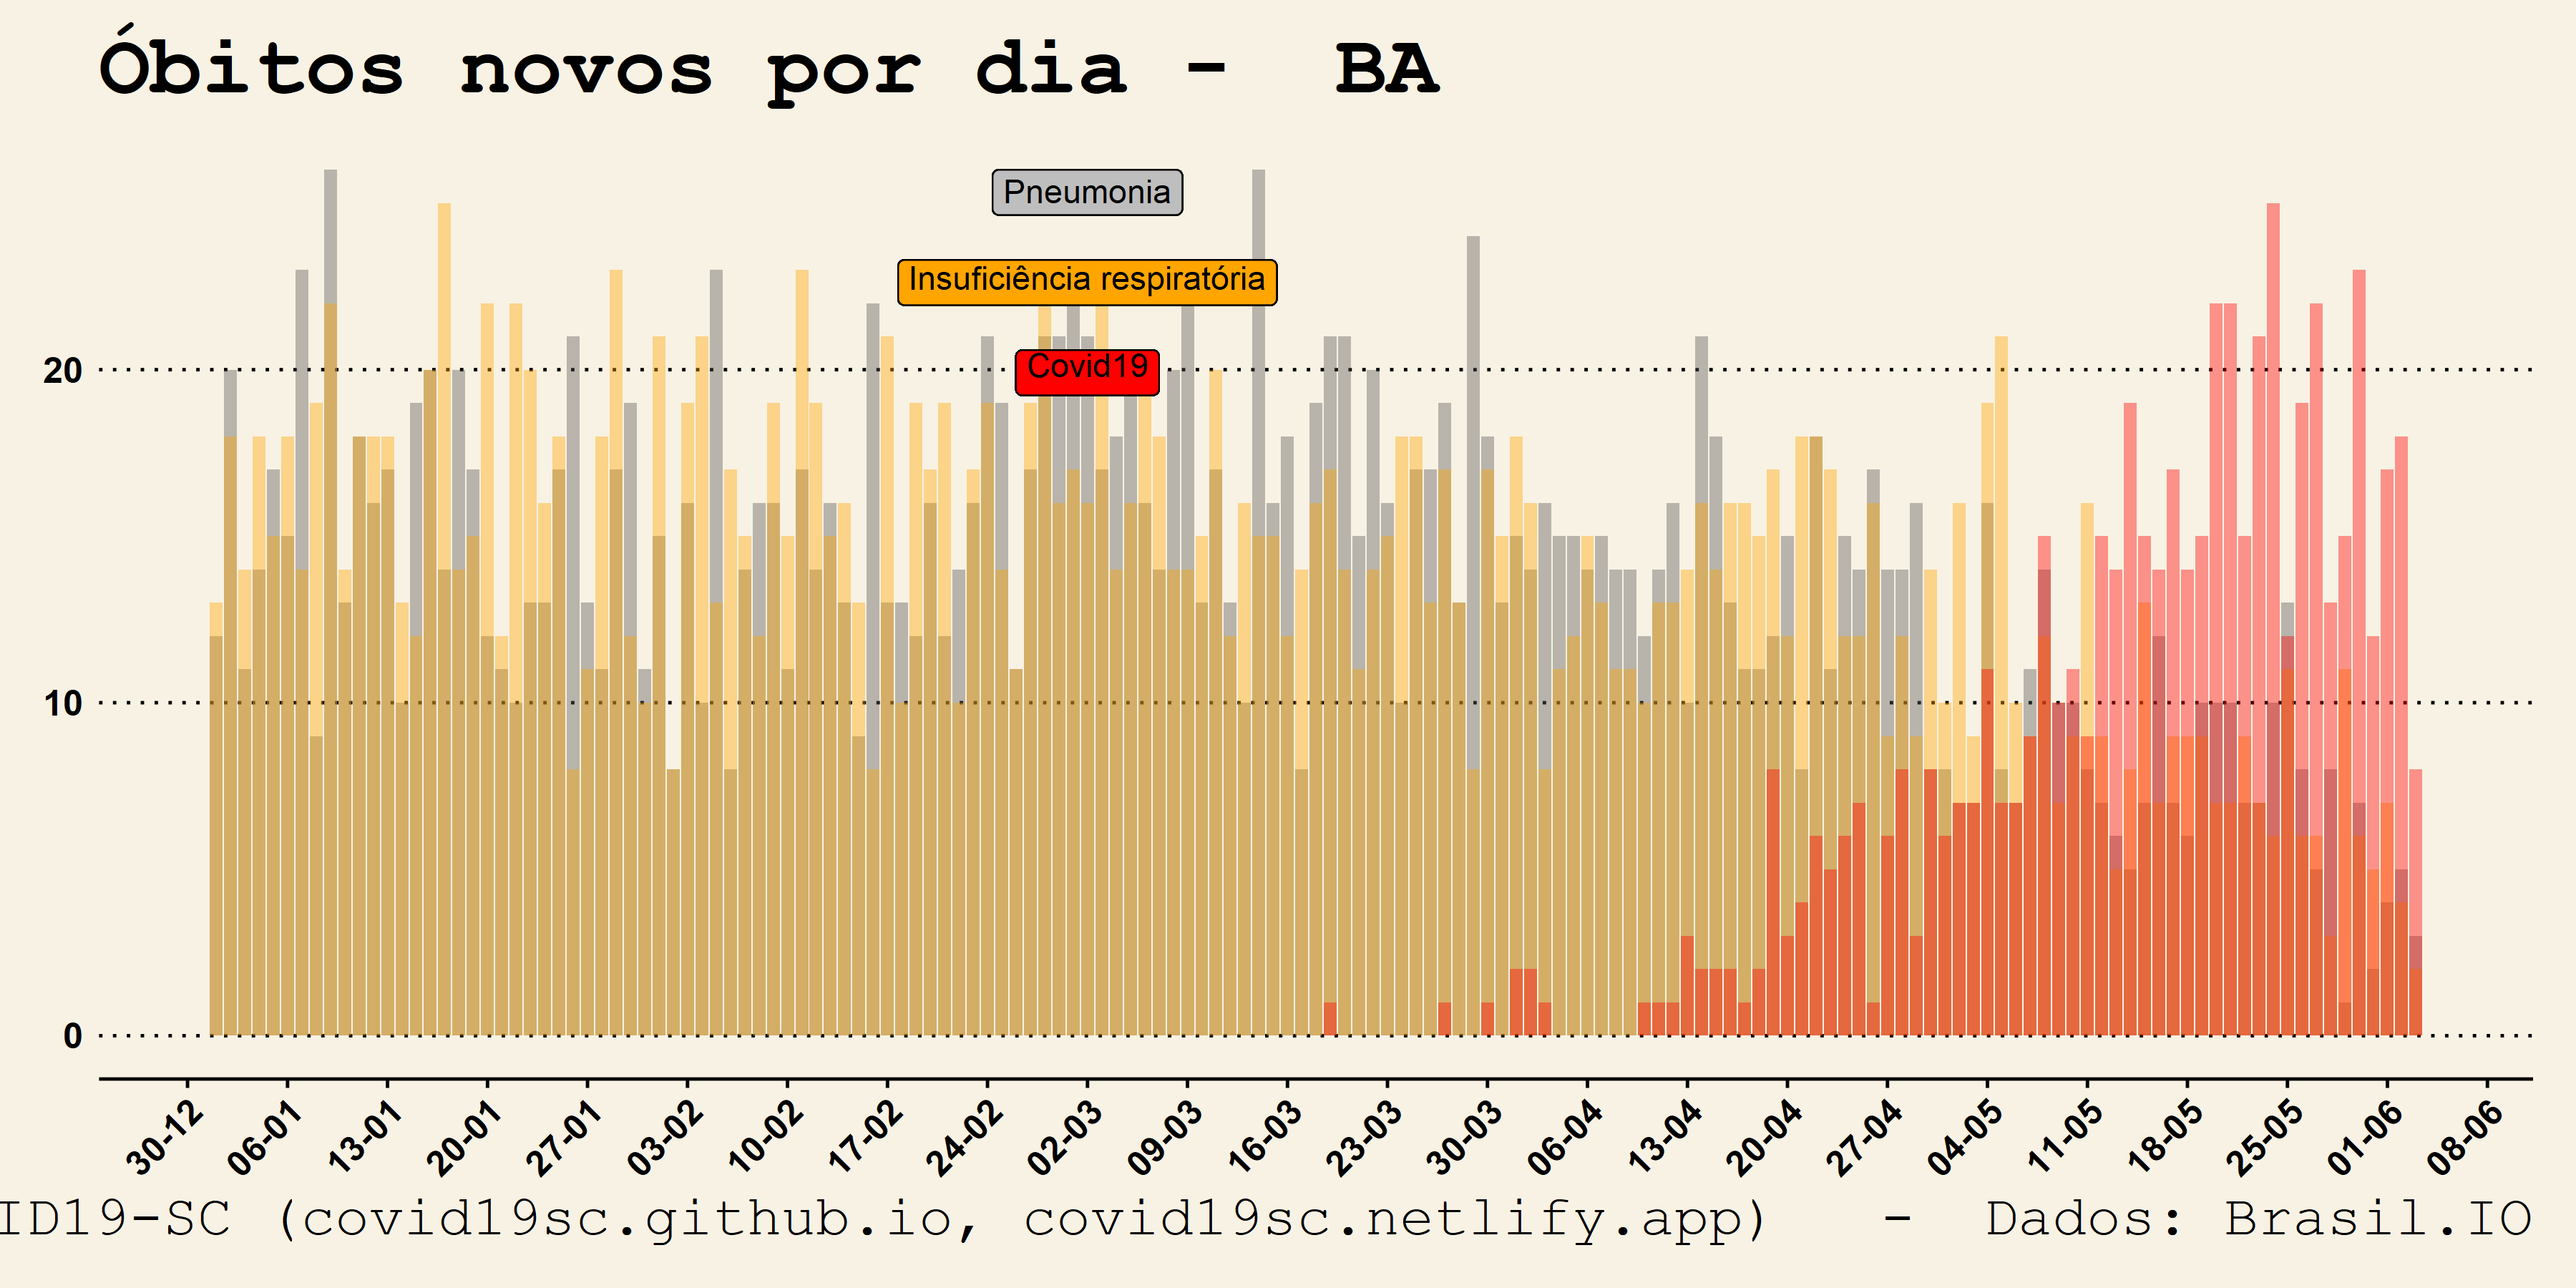 Óbitos novos por dia - BA
Pneumonia
Insuficiência respiratória
Covid19
20
10
0
30-12 06-01 13-01 20-01 27-01 03-02 10-02 17-02 24-02 02-03 09-03 16-03 23-03 30-03 06-04 13-04 20-04 27-04 04-05 11-05 18-05 25-05 01-06 08-06
ID19-SC (covid19sc.github.io, covid19sc.netlify.app) - Dados: Brasil.IO